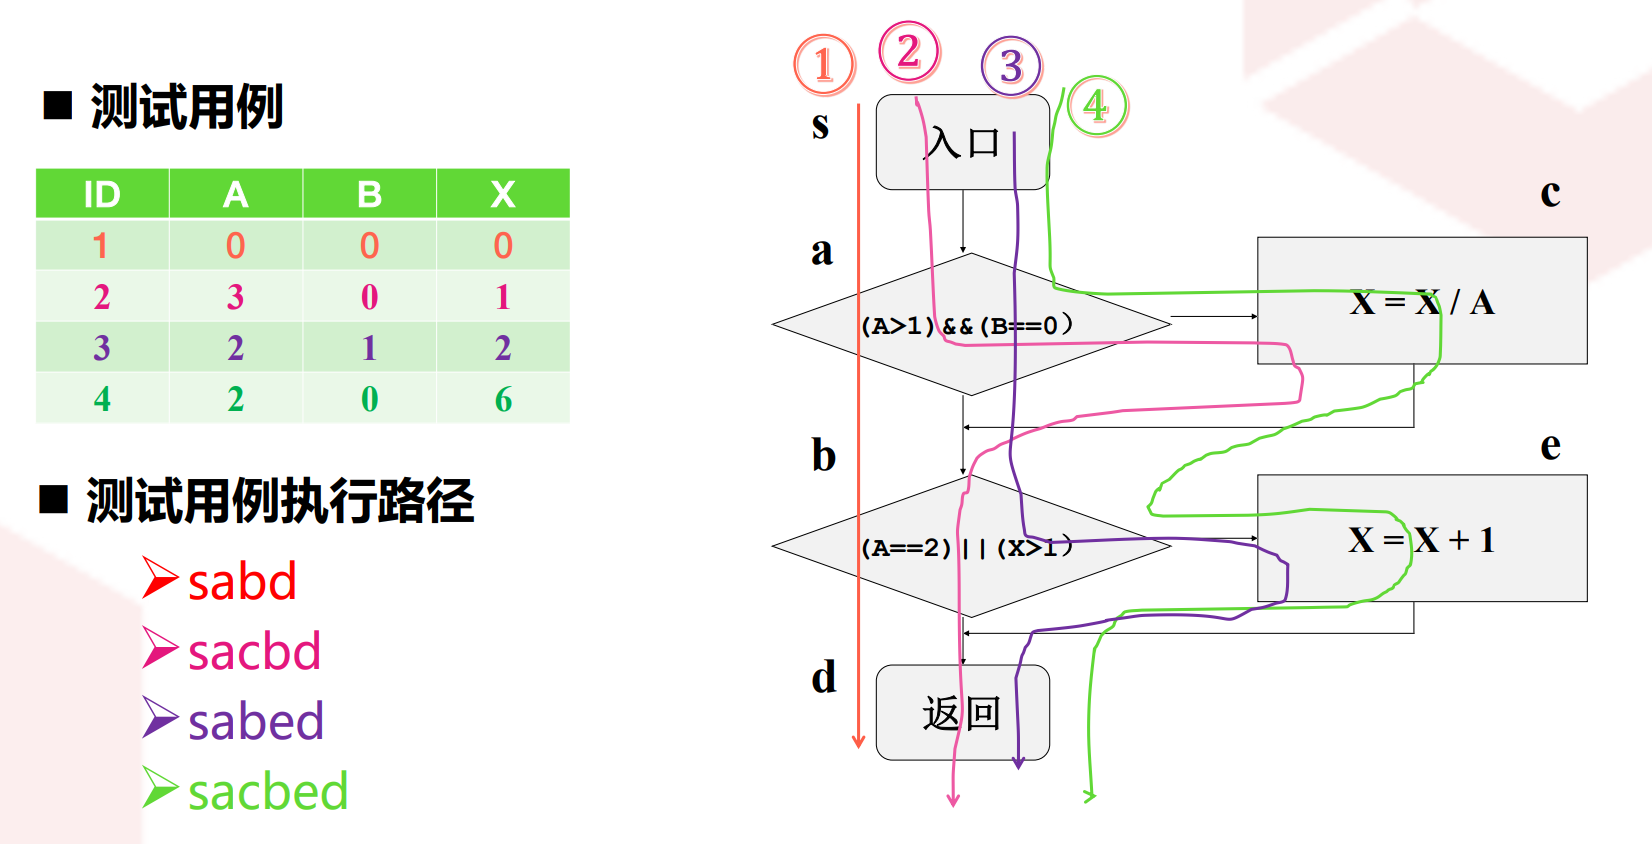 ■ 测试用例
ID A B X
1 0 0 0
2 3 0 1
3 2 1 2
4 2 0 6
■ 测试用例执行路径
sabd
sacbd
sabed
sacbed
① ② ③ ④
s
入口
a
(A>1)&&(B==0)
c
X = X / A
b
(A==2)||(X>1)
e
X = X + 1
d
返回